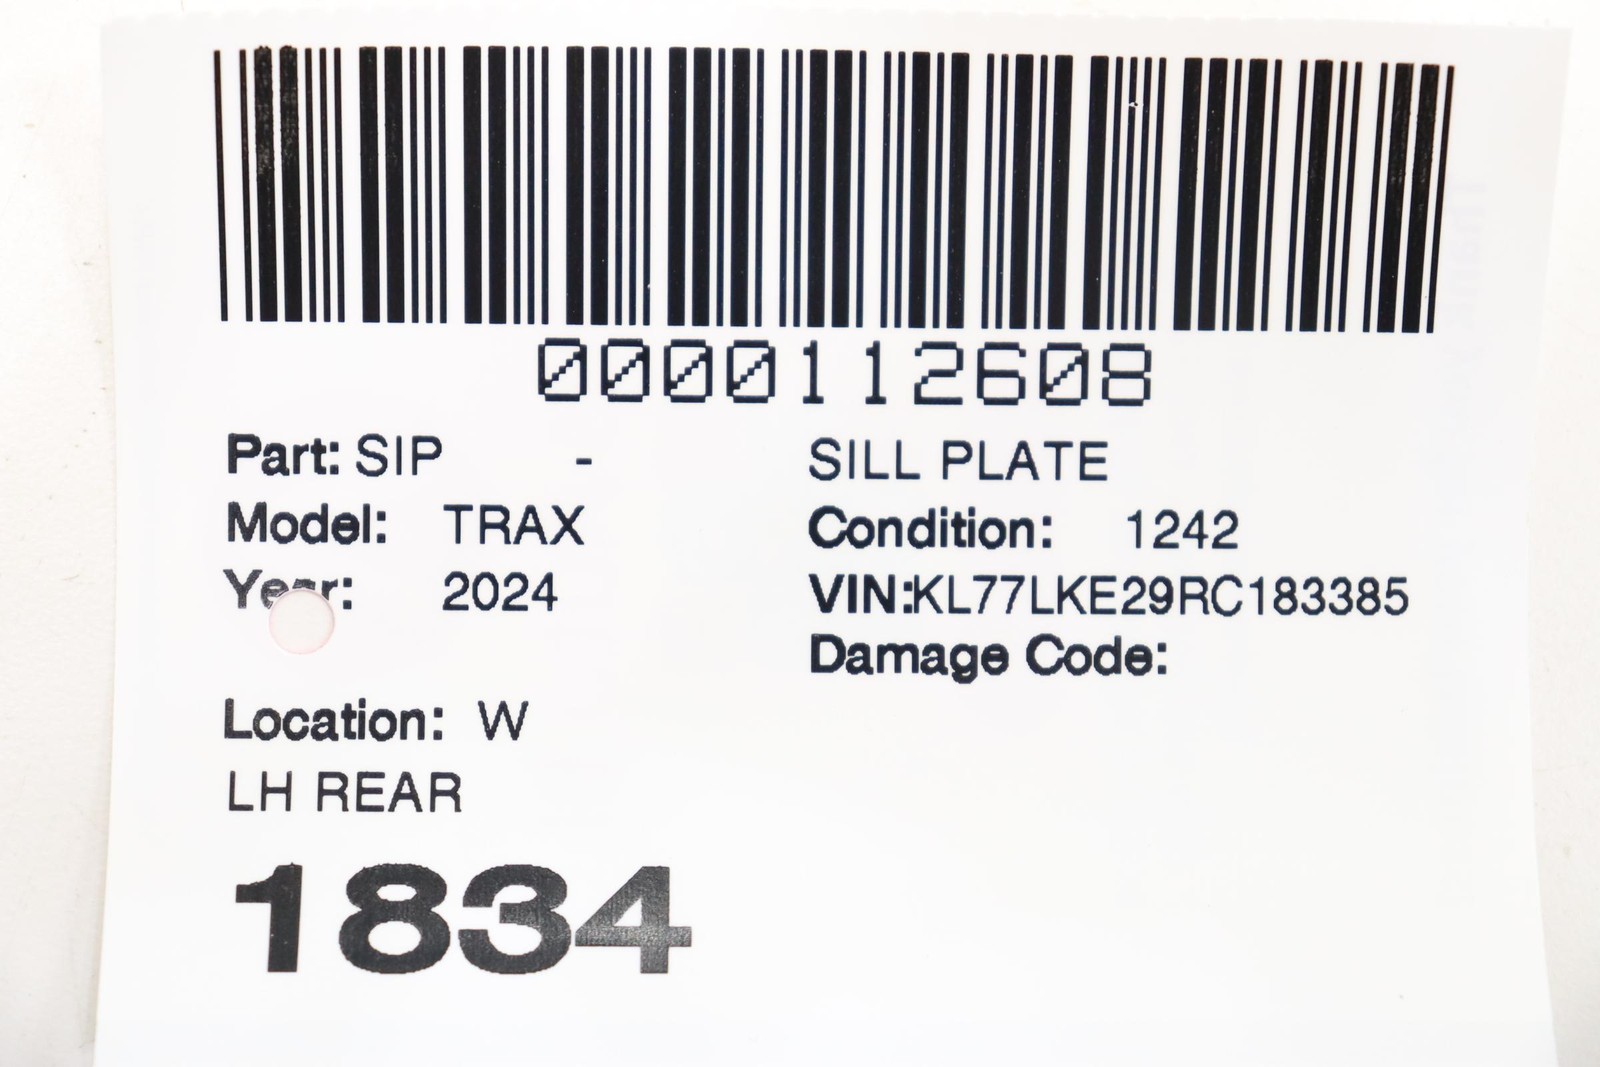 0000112608
Part: SIP - SILL PLATE
Model: TRAX Condition: 1242
Year: 2024 VIN:KL77LKE29RC183385
Damage Code:
Location: W
LH REAR
1834